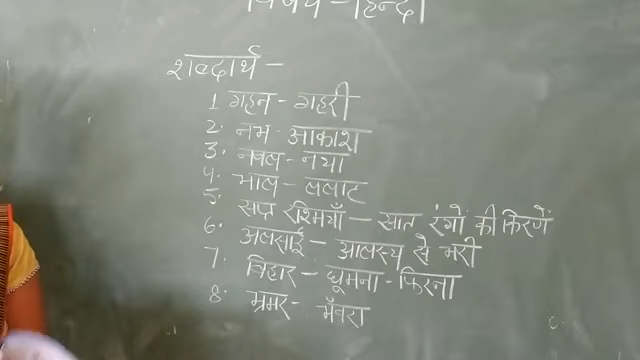 विषय - हिन्दी
शब्दार्थ -
1 गहन - गहरी
2. नभ - आकाश
3. नवल - नया
4. भाल - ललाट
5. सप्त रश्मियाँ - सात रंगों की किरणें
6. अलसाई - आलस्य से भरी
7. विहार - घूमना - फिरना
8. भ्रमर - भँवरा